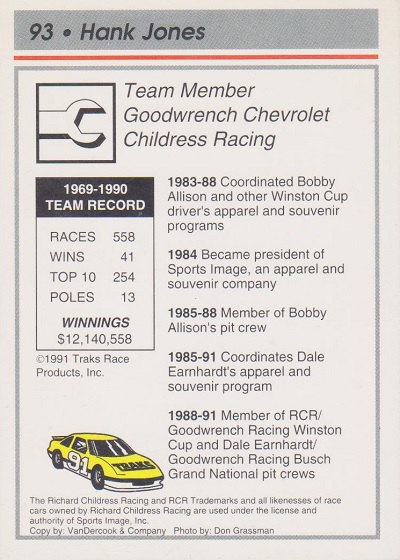 93 • Hank Jones
Team Member
Goodwrench Chevrolet
Childress Racing
1969-1990
TEAM RECORD
RACES 558
WINS 41
TOP 10 254
POLES 13
WINNINGS
$12,140,558
©1991 Traks Race
Products, Inc.
1983-88 Coordinated Bobby
Allison and other Winston Cup
driver's apparel and souvenir
programs
1984 Became president of
Sports Image, an apparel and
souvenir company
1985-88 Member of Bobby
Allison's pit crew
1985-91 Coordinates Dale
Earnhardt's apparel and
souvenir program
1988-91 Member of RCR/
Goodwrench Racing Winston
Cup and Dale Earnhardt/
Goodwrench Racing Busch
Grand National pit crews
91
TRAKS
The Richard Childress Racing and RCR Trademarks and all likenesses of race
cars owned by Richard Childress Racing are used under the license and
authority of Sports Image, Inc.
Copy by: VanDercook & Company Photo by: Don Grassman